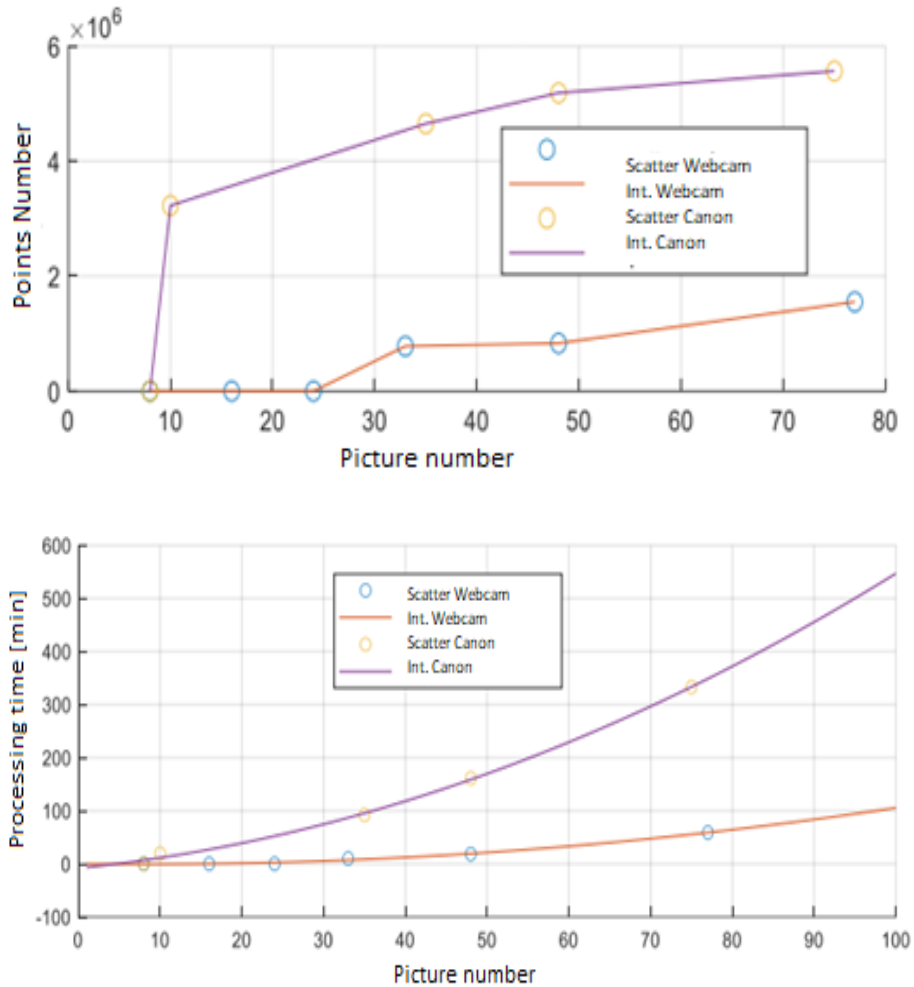 ×10⁶
6
4
2
0
Points Number
Scatter Webcam
Int. Webcam
Scatter Canon
Int. Canon
0 10 20 30 40 50 60 70 80
Picture number
600
500
400
300
200
100
0
-100
Processing time [min]
Scatter Webcam
Int. Webcam
Scatter Canon
Int. Canon
0 10 20 30 40 50 60 70 80 90 100
Picture number